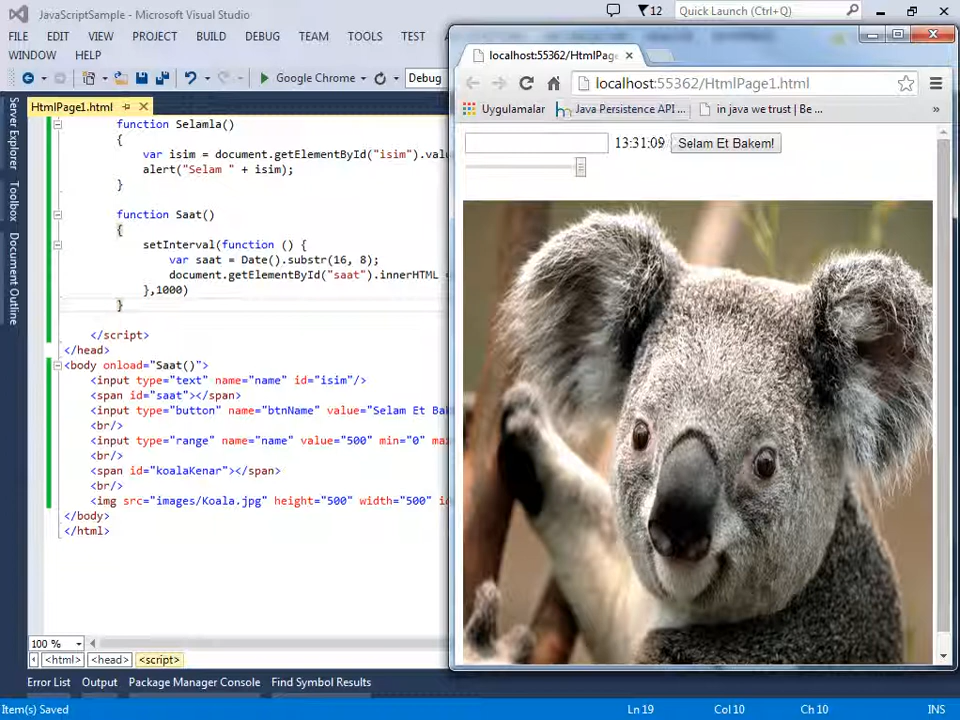 JavaScriptSample - Microsoft Visual Studio
12
Quick Launch (Ctrl+Q)
FILE EDIT VIEW PROJECT BUILD DEBUG TEAM TOOLS TEST
WINDOW HELP
Google Chrome
Debug
HtmlPage1.html
Server Explorer
Toolbox
Document Outline
function Selamla()
{
var isim = document.getElementById("isim").valu
alert("Selam " + isim);
}
function Saat()
{
setInterval(function () {
var saat = Date().substr(16, 8);
document.getElementById("saat").innerHTML =
},1000)
}
</script>
</head>
<body onload="Saat()">
<input type="text" name="name" id="isim"/>
<span id="saat"></span>
<input type="button" name="btnName" value="Selam Et Bak
<br/>
<input type="range" name="name" value="500" min="0" ma
<br/>
<span id="koalaKenar"></span>
<br/>
<img src="images/Koala.jpg" height="500" width="500" i
</body>
</html>
100 %
<html> <head> <script>
Error List Output Package Manager Console Find Symbol Results
Item(s) Saved
Ln 19 Col 10 Ch 10 INS
localhost:55362/HtmlPag
localhost:55362/HtmlPage1.html
Uygulamalar
Java Persistence API ...
in java we trust | Be ...
»
13:31:09
Selam Et Bakem!